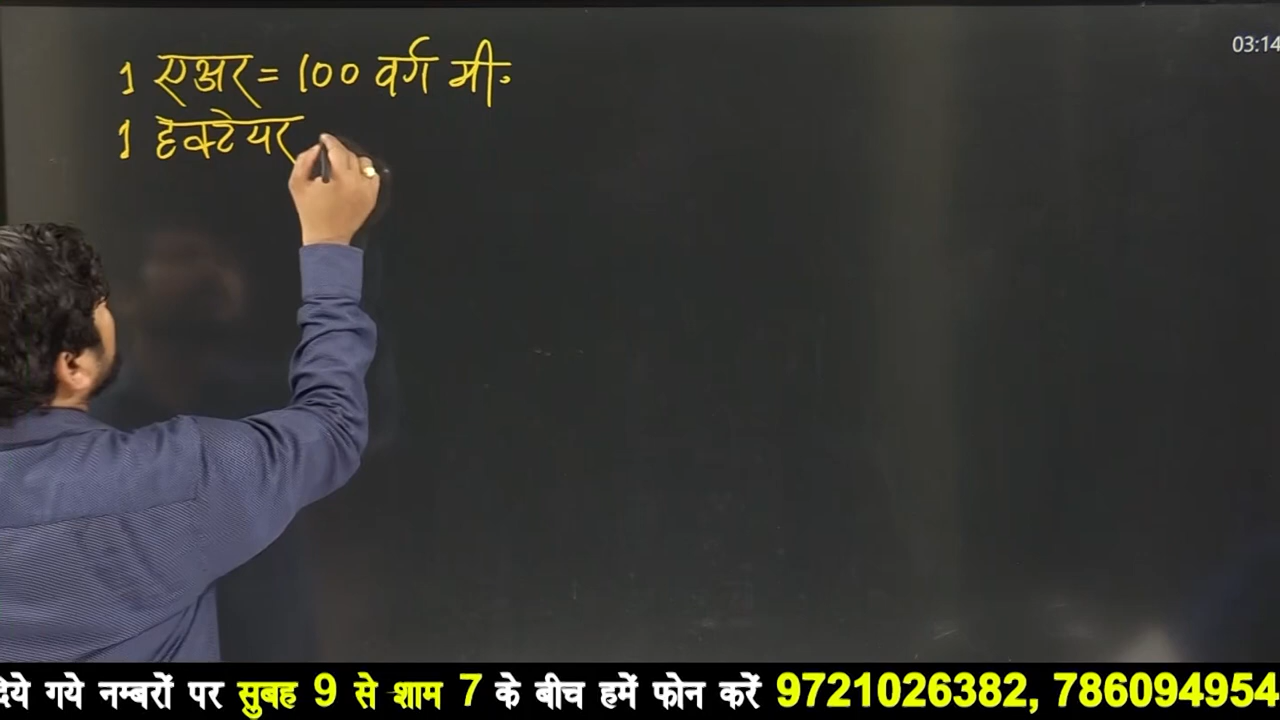 03:14
1 एअर = 100 वर्ग मी.
1 हेक्टेयर
दिये गये नम्बरों पर सुबह 9 से शाम 7 के बीच हमें फोन करें 9721026382, 786094954